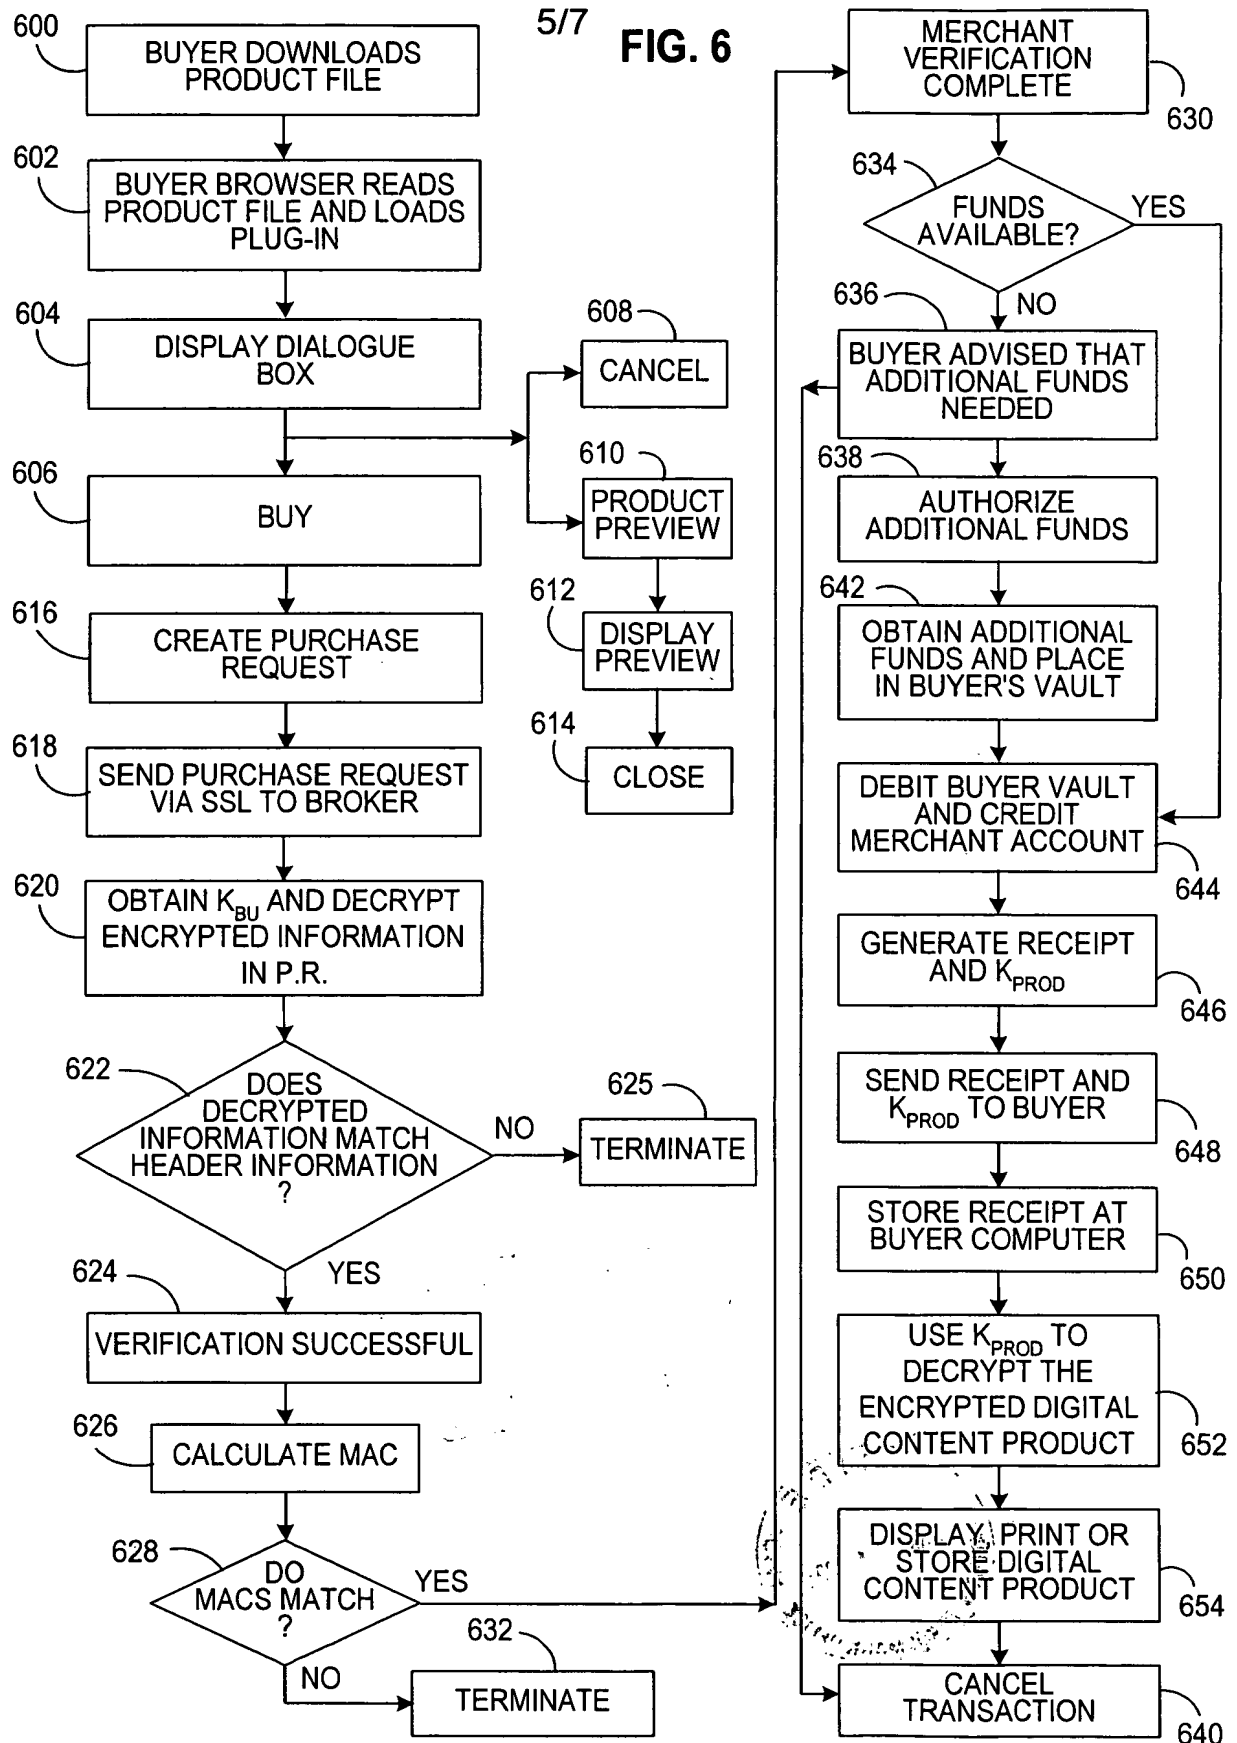 5/7
FIG. 6
600
BUYER DOWNLOADS
PRODUCT FILE
602
BUYER BROWSER READS
PRODUCT FILE AND LOADS
PLUG-IN
604
DISPLAY DIALOGUE
BOX
608
CANCEL
606
BUY
610
PRODUCT
PREVIEW
612
DISPLAY
PREVIEW
614
CLOSE
616
CREATE PURCHASE
REQUEST
618
SEND PURCHASE REQUEST
VIA SSL TO BROKER
620
OBTAIN KBU AND DECRYPT
ENCRYPTED INFORMATION
IN P.R.
622
DOES
DECRYPTED
INFORMATION MATCH
HEADER INFORMATION
?
NO
625
TERMINATE
YES
624
VERIFICATION SUCCESSFUL
626
CALCULATE MAC
628
DO
MACS MATCH
?
YES
NO
632
TERMINATE
MERCHANT
VERIFICATION
COMPLETE
630
634
FUNDS
AVAILABLE?
YES
NO
636
BUYER ADVISED THAT
ADDITIONAL FUNDS
NEEDED
638
AUTHORIZE
ADDITIONAL FUNDS
642
OBTAIN ADDITIONAL
FUNDS AND PLACE
IN BUYER'S VAULT
DEBIT BUYER VAULT
AND CREDIT
MERCHANT ACCOUNT
644
GENERATE RECEIPT
AND KPROD
646
SEND RECEIPT AND
KPROD TO BUYER
648
STORE RECEIPT AT
BUYER COMPUTER
650
USE KPROD TO
DECRYPT THE
ENCRYPTED DIGITAL
CONTENT PRODUCT
652
DISPLAY, PRINT OR
STORE DIGITAL
CONTENT PRODUCT
654
CANCEL
TRANSACTION
640